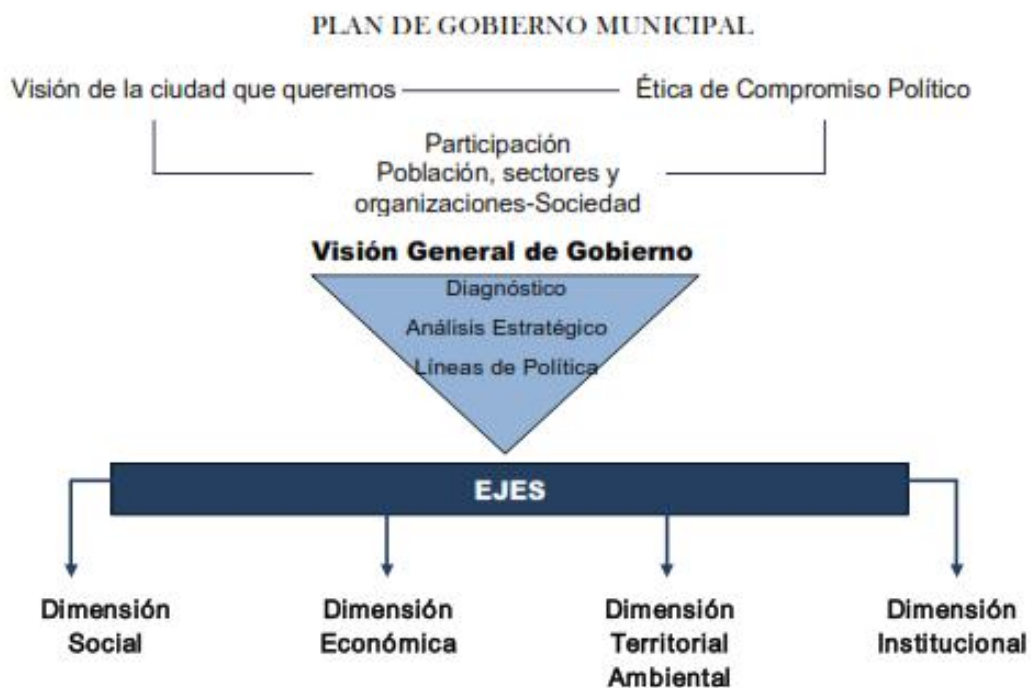 PLAN DE GOBIERNO MUNICIPAL
Visión de la ciudad que queremos
Ética de Compromiso Político
Participación
Población, sectores y
organizaciones-Sociedad
Visión General de Gobierno
Diagnóstico
Análisis Estratégico
Líneas de Política
EJES
Dimensión
Social
Dimensión
Económica
Dimensión
Territorial
Ambiental
Dimensión
Institucional